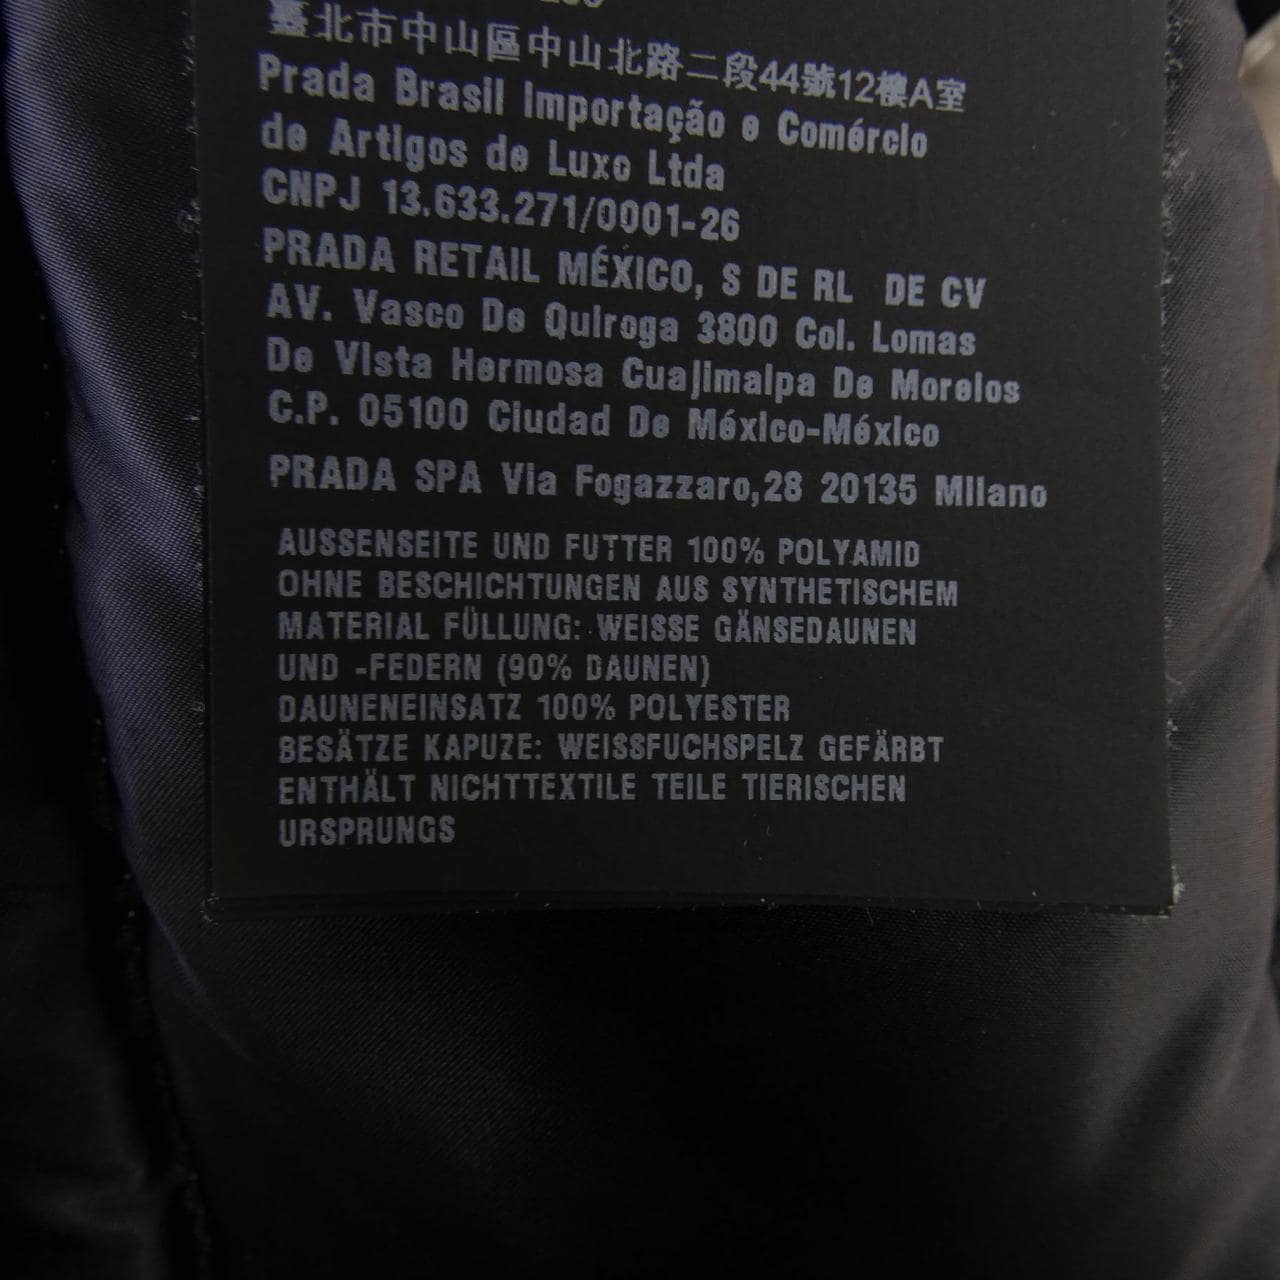 臺北市中山區中山北路二段44號12樓A室
Prada Brasil Importação e Comércio
de Artigos de Luxo Ltda
CNPJ 13.633.271/0001-26
PRADA RETAIL MÉXICO, S DE RL DE CV
AV. Vasco De Quiroga 3800 Col. Lomas
De Vista Hermosa Cuajimalpa De Morelos
C.P. 05100 Ciudad De México-México
PRADA SPA Via Fogazzaro,28 20135 Milano
AUSSENSEITE UND FUTTER 100% POLYAMID
OHNE BESCHICHTUNGEN AUS SYNTHETISCHEM
MATERIAL FÜLLUNG: WEISSE GÄNSEDAUNEN
UND -FEDERN (90% DAUNEN)
DAUNENEINSATZ 100% POLYESTER
BESÄTZE KAPUZE: WEISSFUCHSPELZ GEFÄRBT
ENTHÄLT NICHTTEXTILE TEILE TIERISCHEN
URSPRUNGS